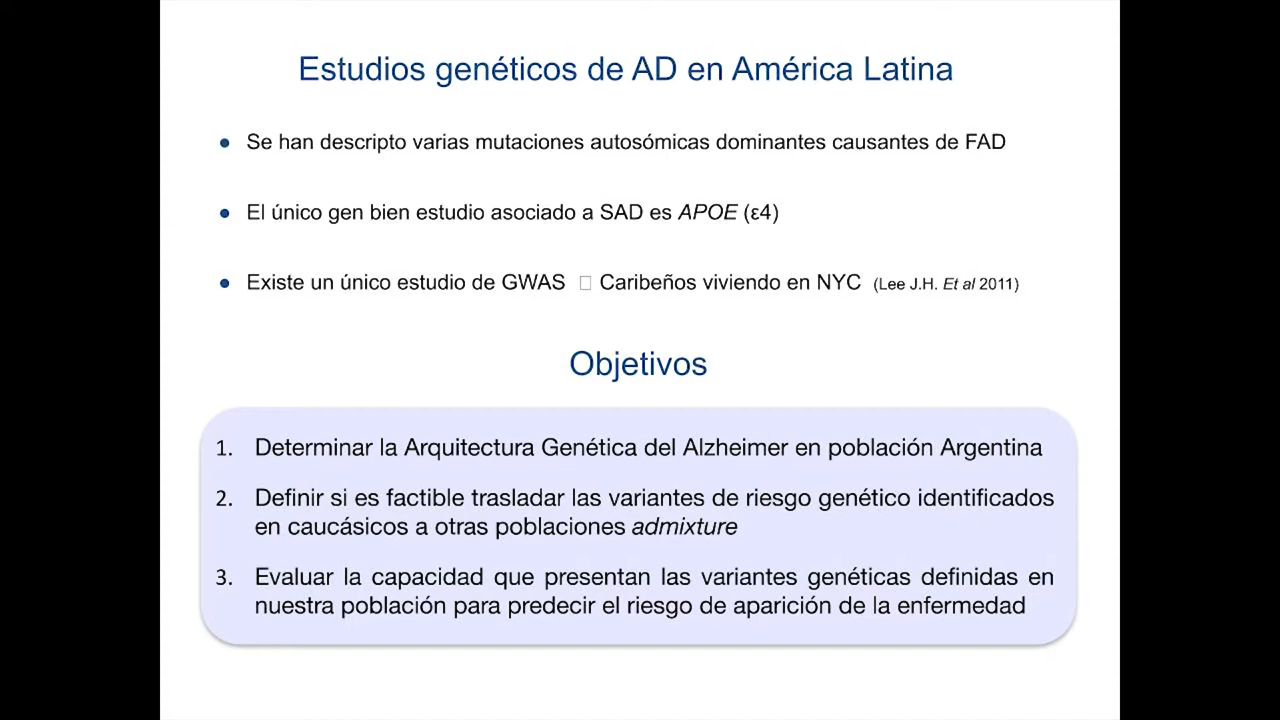 Estudios genéticos de AD en América Latina
• Se han descripto varias mutaciones autosómicas dominantes causantes de FAD
• El único gen bien estudio asociado a SAD es APOE (ε4)
• Existe un único estudio de GWAS □ Caribeños viviendo en NYC (Lee J.H. Et al 2011)
Objetivos
1. Determinar la Arquitectura Genética del Alzheimer en población Argentina
2. Definir si es factible trasladar las variantes de riesgo genético identificados
en caucásicos a otras poblaciones admixture
3. Evaluar la capacidad que presentan las variantes genéticas definidas en
nuestra población para predecir el riesgo de aparición de la enfermedad